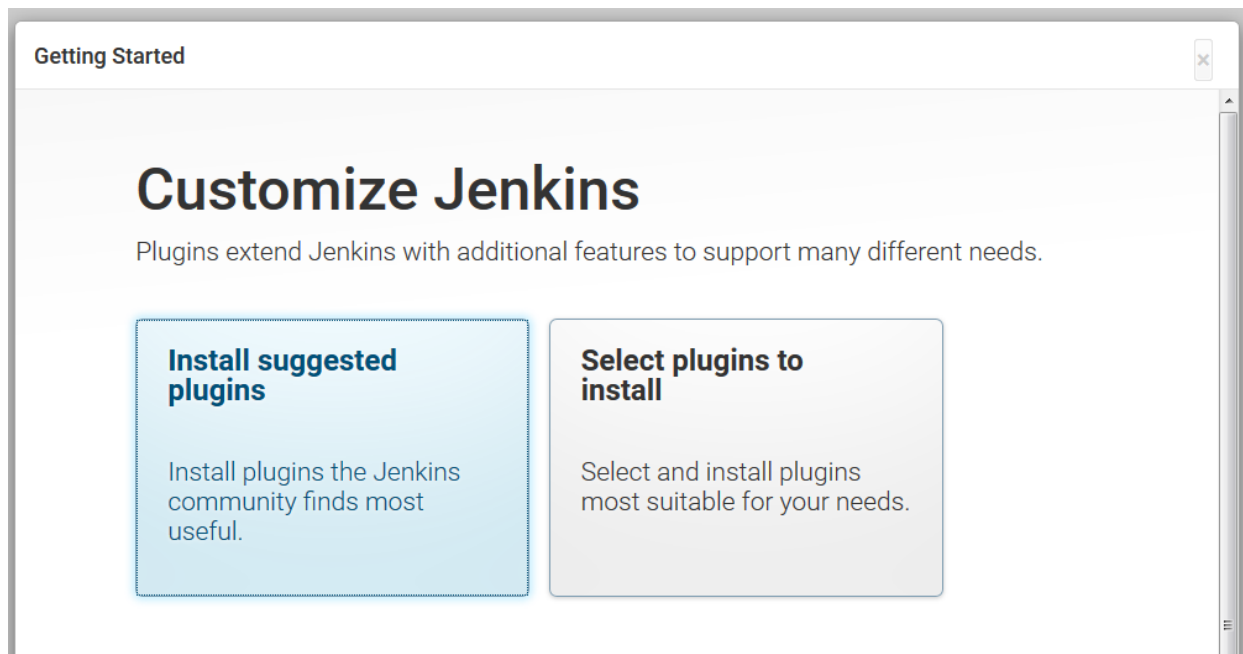 Getting Started
Customize Jenkins
Plugins extend Jenkins with additional features to support many different needs.
Install suggested
plugins
Install plugins the Jenkins
community finds most
useful.
Select plugins to
install
Select and install plugins
most suitable for your needs.